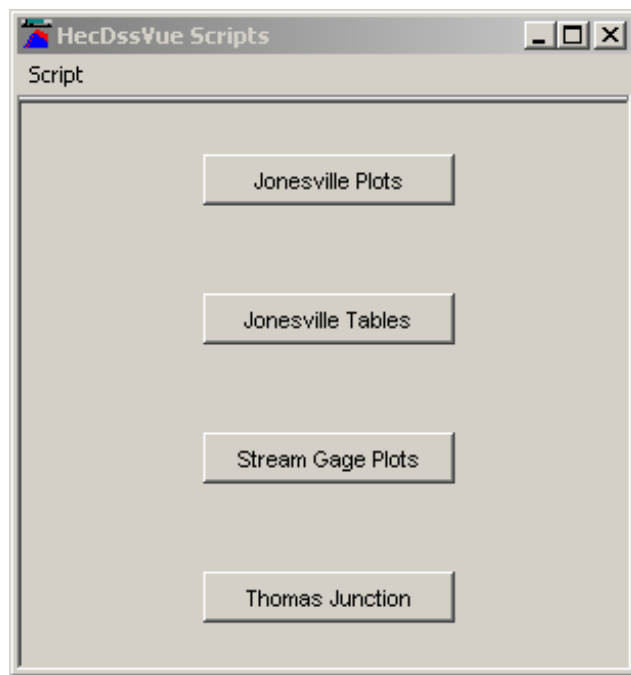 HecDssVue Scripts
Script
Jonesville Plots
Jonesville Tables
Stream Gage Plots
Thomas Junction